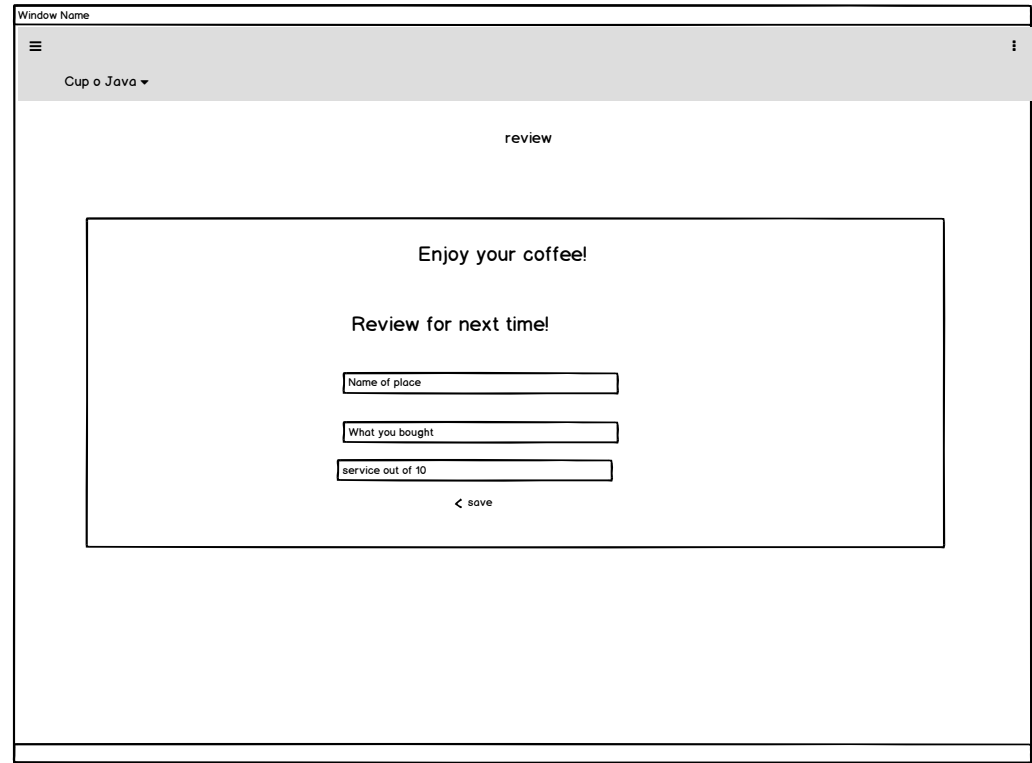 Window Name
Cup o Java
review
Enjoy your coffee!
Review for next time!
Name of place
What you bought
service out of 10
< save